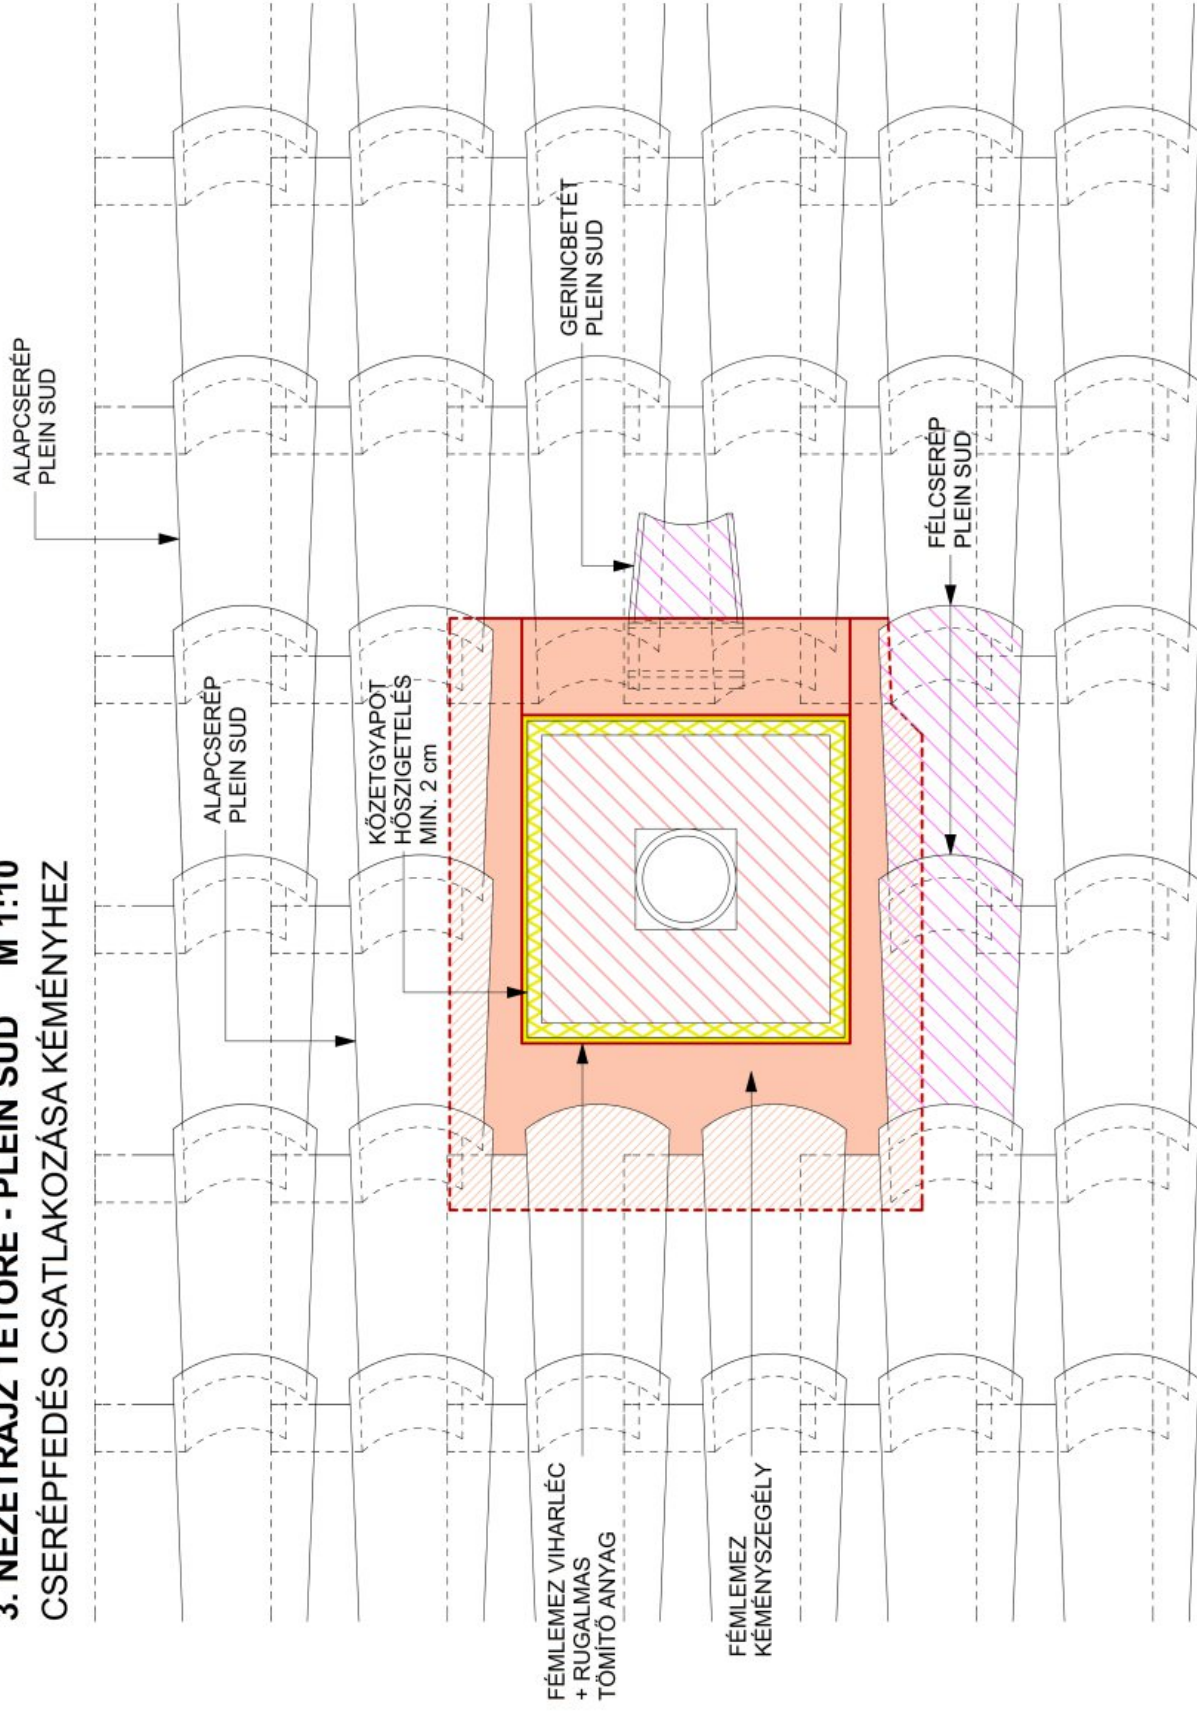 3. NÉZETRAJZ TETŐRE - PLEIN SUD M 1:10
CSERÉPFEDÉS CSATLAKOZÁSA KÉMÉNYHEZ
ALAPCSERÉP
PLEIN SUD
ALAPCSERÉP
PLEIN SUD
KŐZETGYAPOT
HŐSZIGETELÉS
MIN. 2 cm
GERINCBETÉT
PLEIN SUD
FÉLCSERÉP
PLEIN SUD
FÉMLEMEZ VIHARLÉC
+ RUGALMAS
TÖMÍTŐ ANYAG
FÉMLEMEZ
KÉMÉNYSZEGÉLY